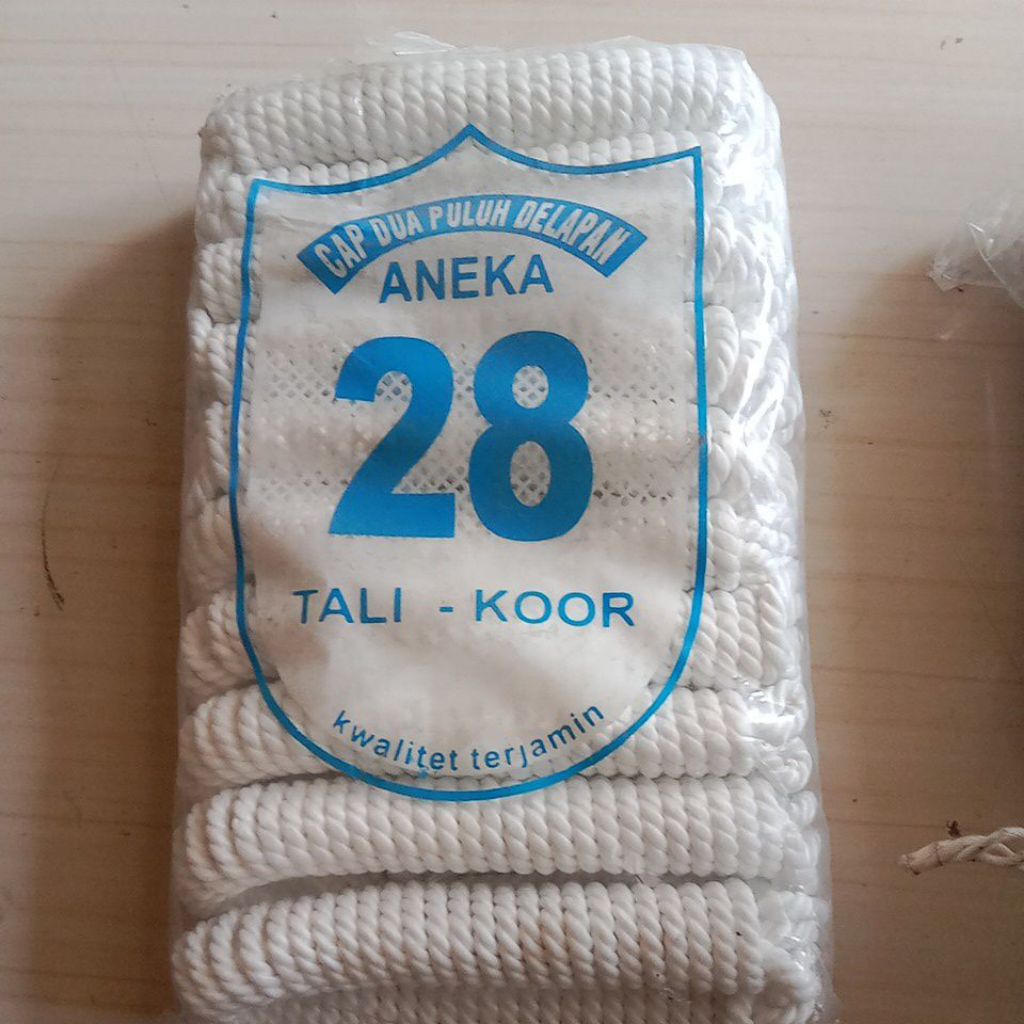 CAP DUA PULUH DELAPAN
ANEKA
28
TALI - KOOR
kwalitet terjamin